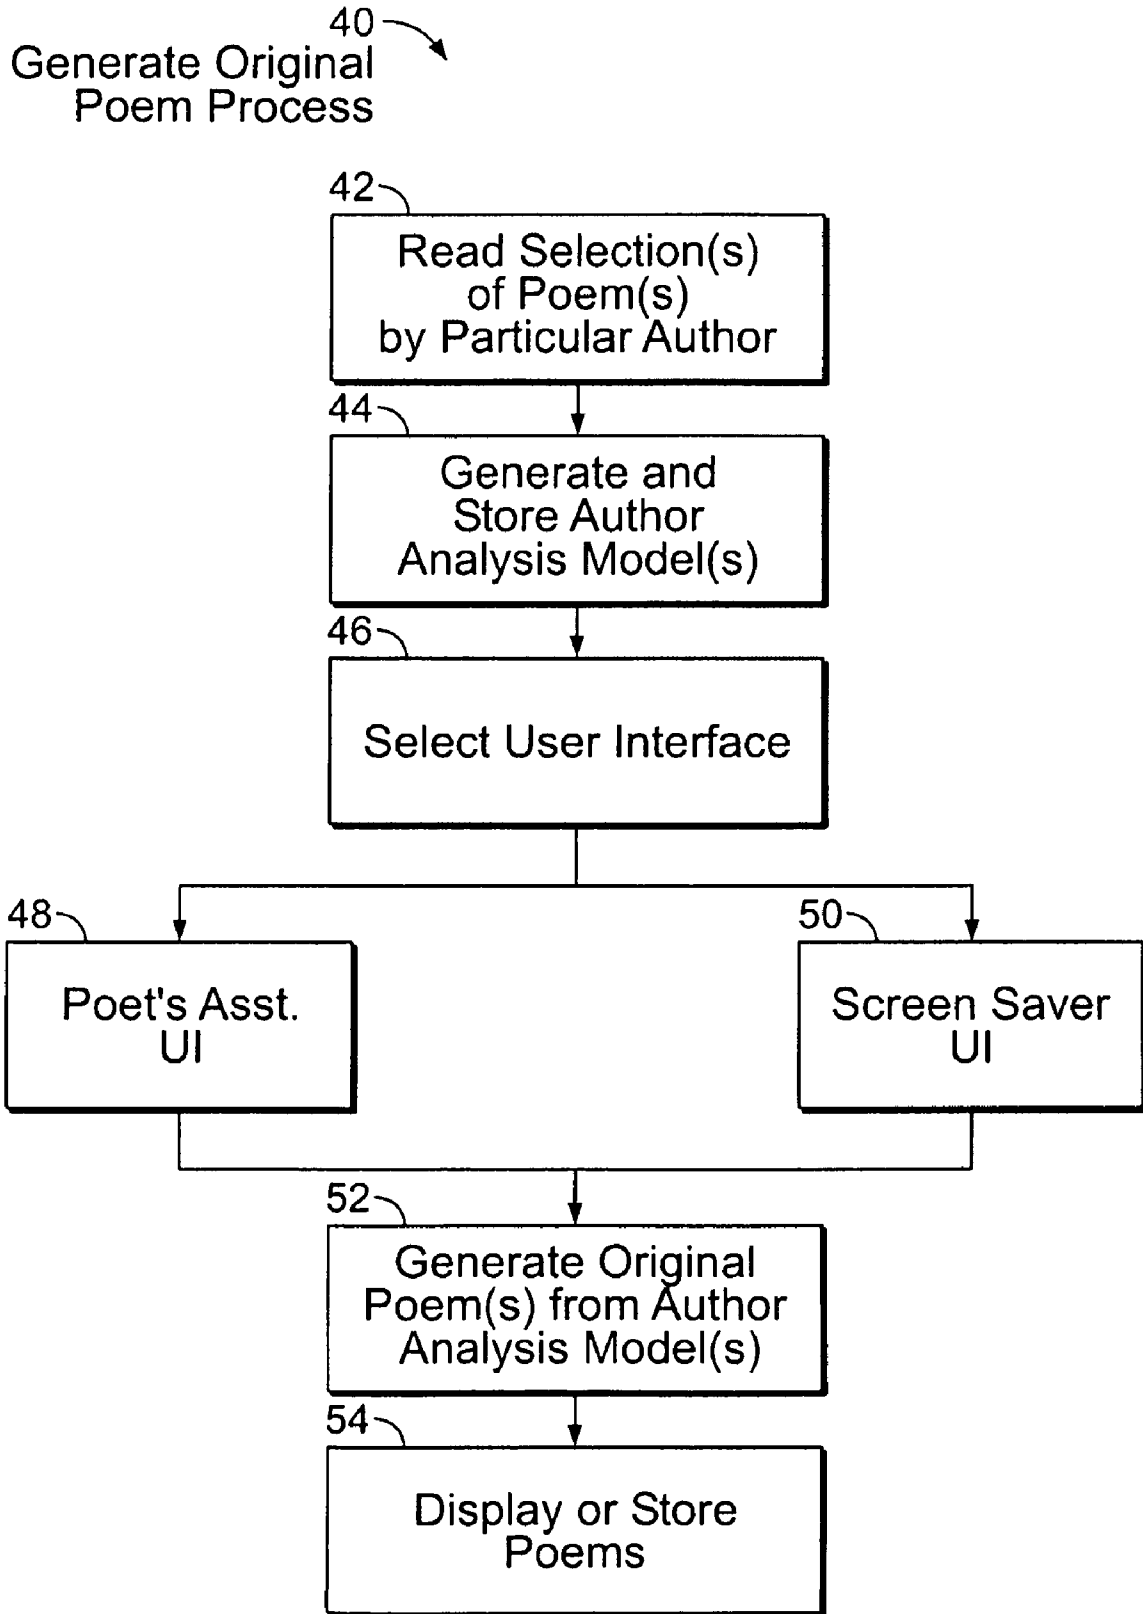 40
Generate Original
Poem Process
42
Read Selection(s)
of Poem(s)
by Particular Author
44
Generate and
Store Author
Analysis Model(s)
46
Select User Interface
48
Poet's Asst.
UI
50
Screen Saver
UI
52
Generate Original
Poem(s) from Author
Analysis Model(s)
54
Display or Store
Poems